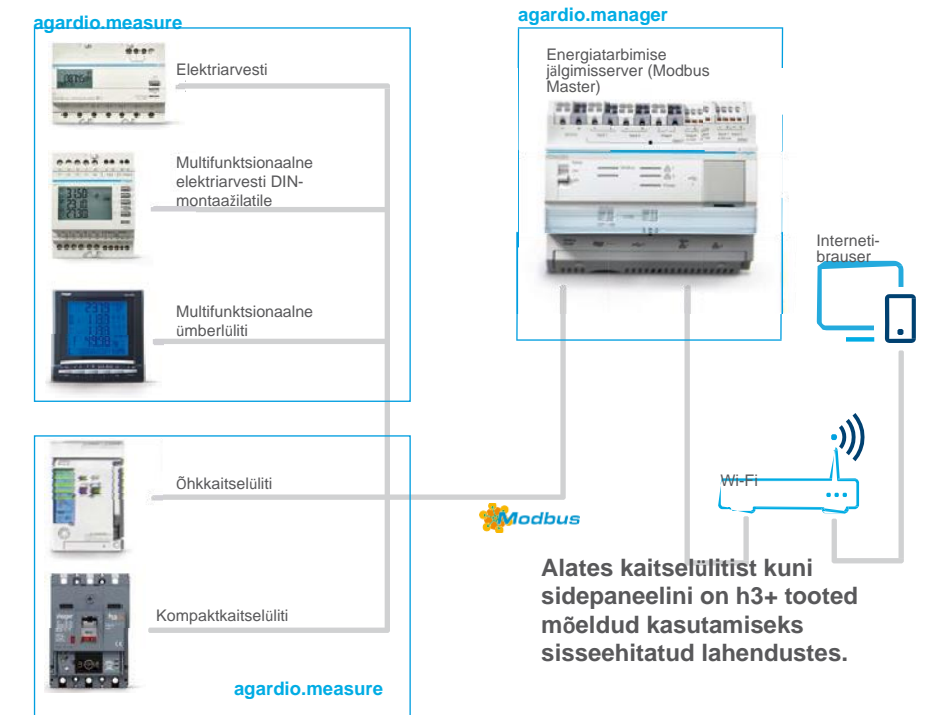 agardio.measure
Elektriarvesti
Multifunktsionaalne
elektriarvesti DIN-
montaažilatile
Multifunktsionaalne
ümberlüliti
Õhkkaitselüliti
Kompaktkaitselüliti
agardio.measure
agardio.manager
Energiatarbimise
jälgimisserver (Modbus
Master)
Interneti-
brauser
Wi-Fi
Modbus
Alates kaitselülitist kuni
sidepaneelini on h3+ tooted
mõeldud kasutamiseks
sisseehitatud lahendustes.